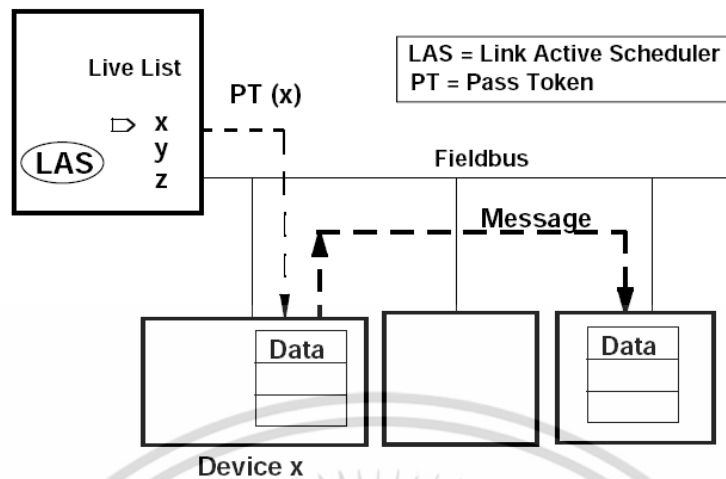 Live List
x
y
z
LAS
PT (x)
LAS = Link Active Scheduler
PT = Pass Token
Fieldbus
Message
Data
Data
Device x